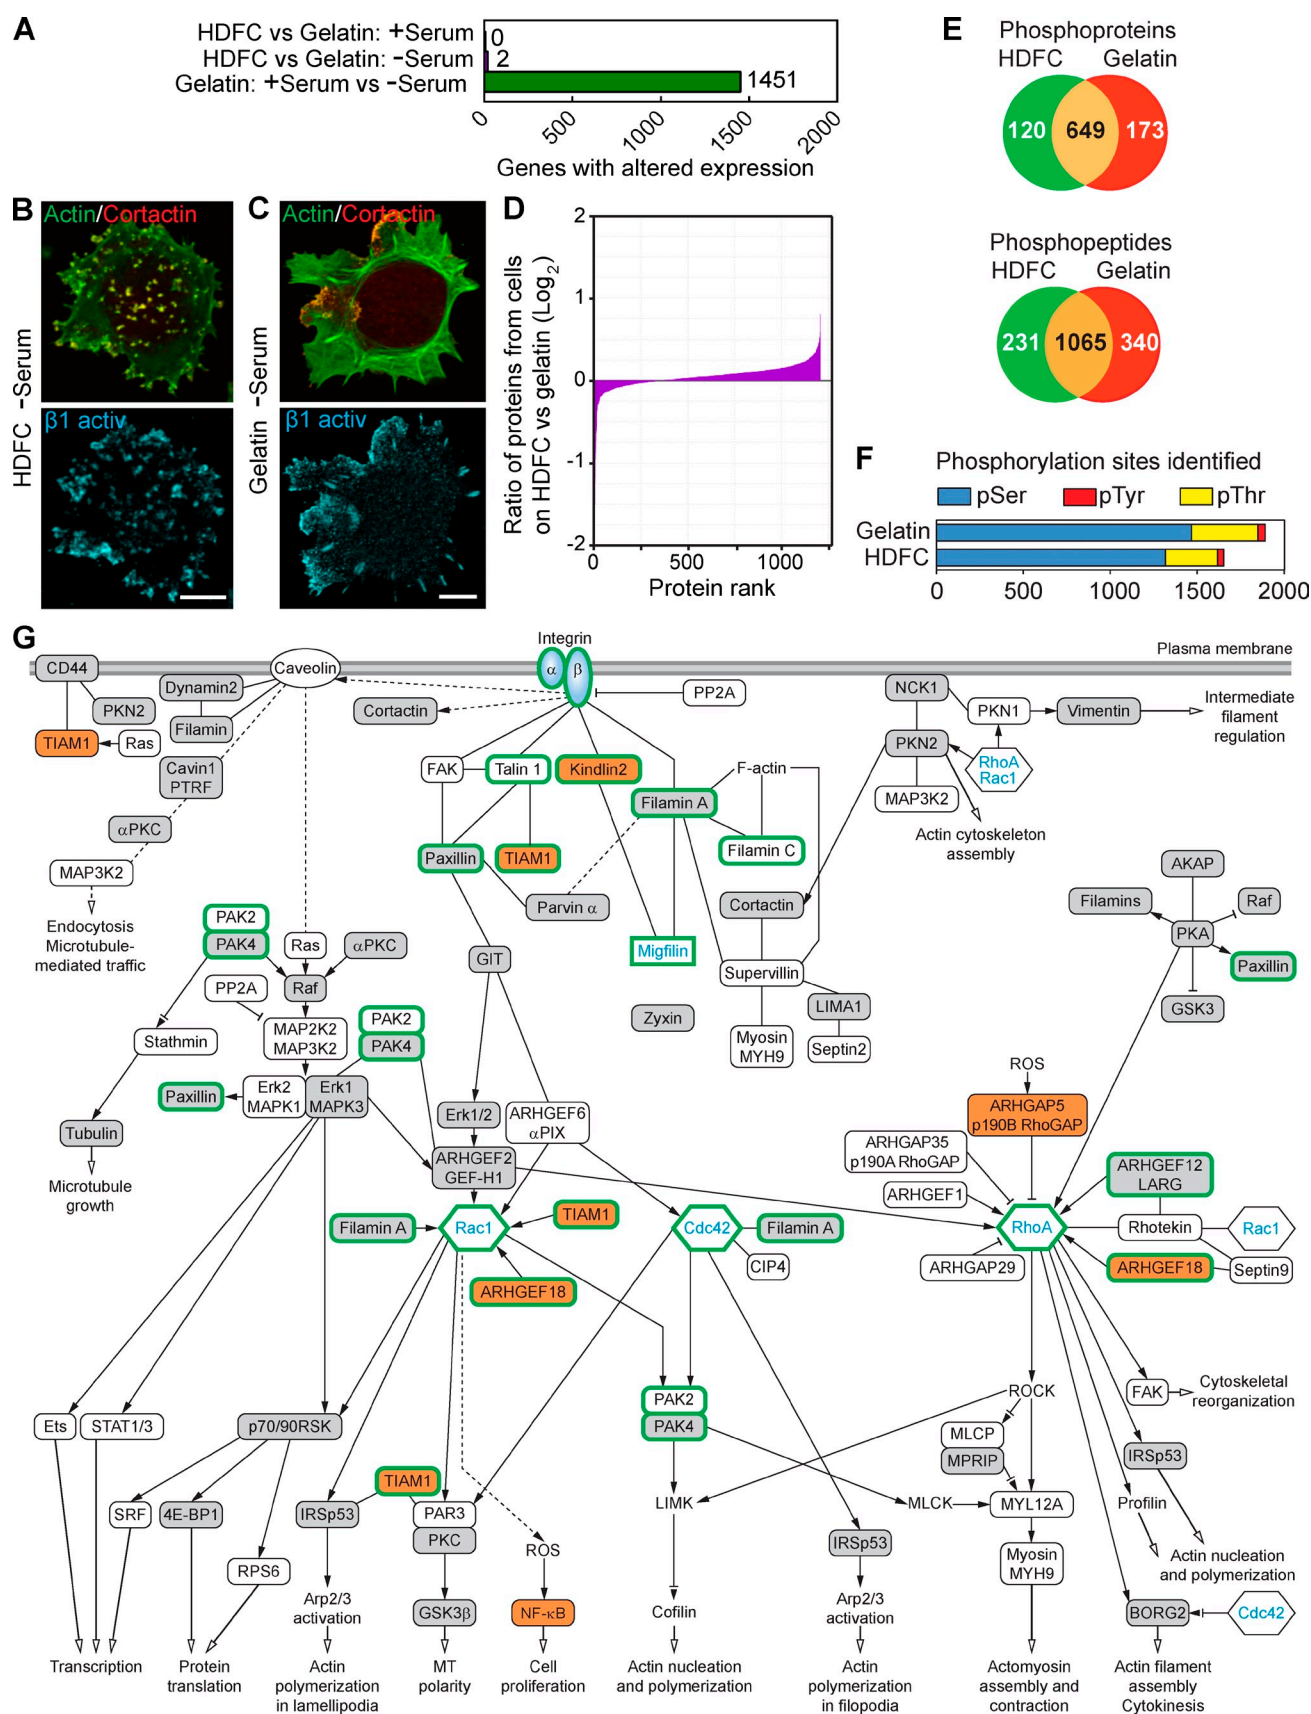 A
HDFC vs Gelatin: +Serum
0
HDFC vs Gelatin: -Serum
2
Gelatin: +Serum vs -Serum
1451
0
500
1000
1500
2000
Genes with altered expression
E
Phosphoproteins
HDFC
Gelatin
120
649
173
Phosphopeptides
HDFC
Gelatin
231
1065
340
B
Actin/Cortactin
HDFC -Serum
β1 activ
C
Actin/Cortactin
Gelatin -Serum
β1 activ
D
Ratio of proteins from cells
on HDFC vs gelatin (Log2)
2
1
0
-1
-2
0
500
1000
Protein rank
F
Phosphorylation sites identified
pSer
pTyr
pThr
Gelatin
HDFC
0
500
1000
1500
2000
G
Integrin
Plasma membrane
CD44
Caveolin
α
β
PP2A
NCK1
Dynamin2
PKN2
Cortactin
PKN1
Vimentin
Intermediate
filament
regulation
Filamin
TIAM1
Ras
PKN2
RhoA
Rac1
Cavin1
PTRF
FAK
Talin 1
Kindlin2
F-actin
MAP3K2
Filamin A
αPKC
Actin cytoskeleton
assembly
Filamin C
MAP3K2
Paxillin
TIAM1
AKAP
Endocytosis
Microtubule-
mediated traffic
Parvin α
Cortactin
Filamins
Raf
PKA
PAK2
PAK4
Ras
αPKC
GIT
Migfilin
Supervillin
Paxillin
PP2A
Raf
LIMA1
GSK3
Zyxin
PAK2
PAK4
Stathmin
MAP2K2
MAP3K2
Myosin
MYH9
Septin2
ROS
Paxillin
Erk2
MAPK1
Erk1
MAPK3
ARHGAP5
p190B RhoGAP
Erk1/2
ARHGEF6
αPIX
Tubulin
ARHGAP35
p190A RhoGAP
ARHGEF2
GEF-H1
ARHGEF12
LARG
Microtubule
growth
ARHGEF1
Filamin A
Rac1
TIAM1
Cdc42
Filamin A
RhoA
Rhotekin
Rac1
CIP4
ARHGAP29
ARHGEF18
Septin9
ARHGEF18
PAK2
PAK4
ROCK
FAK
Cytoskeletal
reorganization
Ets
STAT1/3
p70/90RSK
MLCP
MPRIP
IRSp53
TIAM1
SRF
4E-BP1
IRSp53
PAR3
PKC
LIMK
MLCK
MYL12A
Profilin
ROS
IRSp53
Myosin
MYH9
Actin nucleation
and polymerization
RPS6
Arp2/3
activation
GSK3β
NF-κB
Cofilin
Arp2/3
activation
BORG2
Cdc42
Transcription
Protein
translation
Actin
polymerization
in lamellipodia
MT
polarity
Cell
proliferation
Actin nucleation
and polymerization
Actin
polymerization
in filopodia
Actomyosin
assembly and
contraction
Actin filament
assembly
Cytokinesis